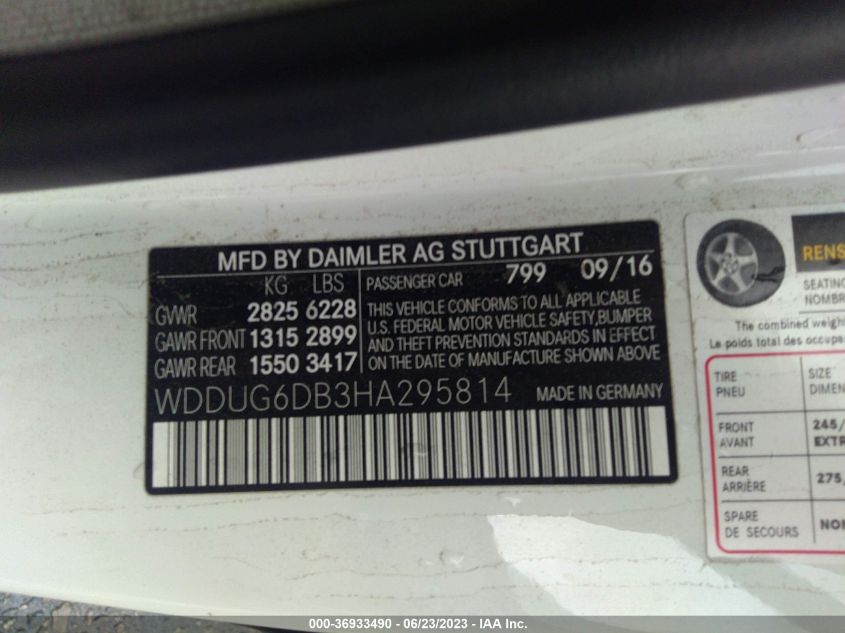 MFD BY DAIMLER AG STUTTGART
KG LBS
PASSENGER CAR 799 09/16
GVWR 2825 6228
GAWR FRONT 1315 2899
GAWR REAR 1550 3417
THIS VEHICLE CONFORMS TO ALL APPLICABLE
U.S. FEDERAL MOTOR VEHICLE SAFETY,BUMPER
AND THEFT PREVENTION STANDARDS IN EFFECT
ON THE DATE OF MANUFACTURE SHOWN ABOVE
WDDUG6DB3HA295814 MADE IN GERMANY
RENS
SEATING
NOMBR
The combined weigh
Le poids total des occupa
TIRE SIZE
PNEU DIMEN
FRONT 245/
AVANT EXTR
REAR 275/
ARRIÈRE
SPARE NON
DE SECOURS
000-36933490 - 06/23/2023 - IAA Inc.